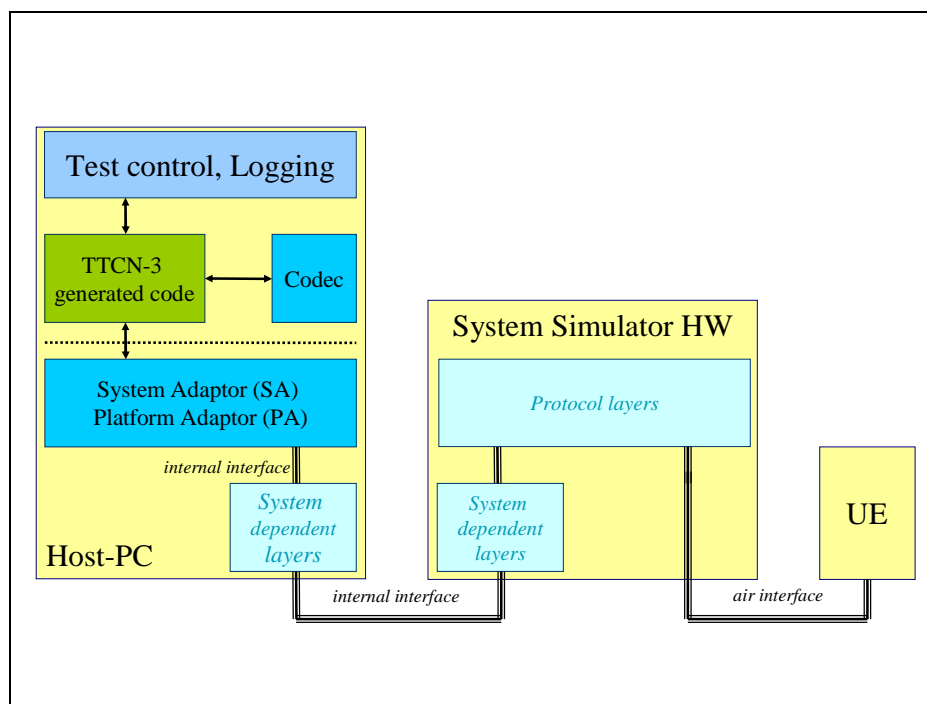 Test control, Logging
TTCN-3
generated code
Codec
System Adaptor (SA)
Platform Adaptor (PA)
internal interface
System
dependent
layers
Host-PC
internal interface
System Simulator HW
Protocol layers
System
dependent
layers
air interface
UE